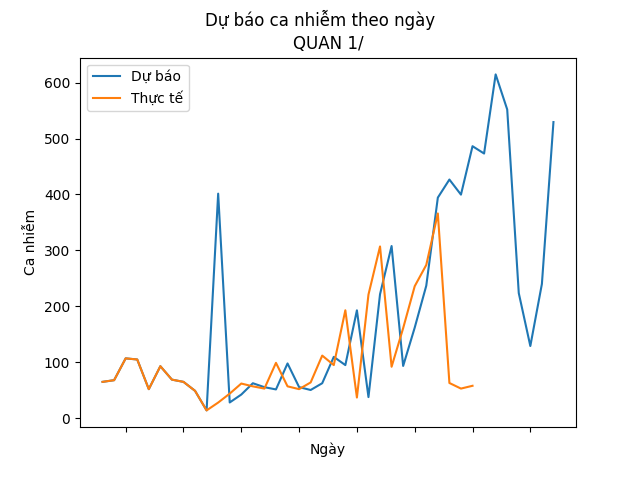 Dự báo ca nhiễm theo ngày
QUAN 1/
Dự báo
Thực tế
600
500
400
300
200
100
0
Ca nhiễm
Ngày